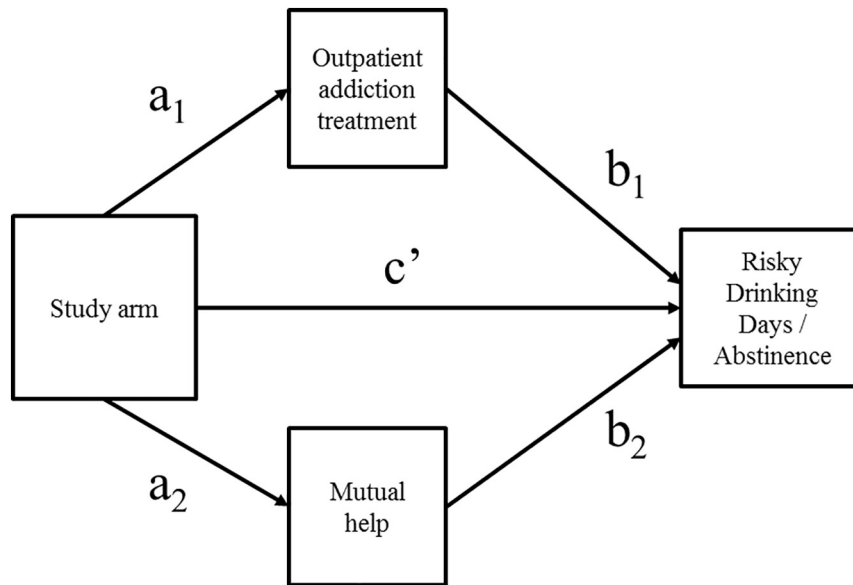 Outpatient
addiction
treatment
a₁
b₁
Study arm
c’
Risky
Drinking
Days /
Abstinence
a₂
b₂
Mutual
help